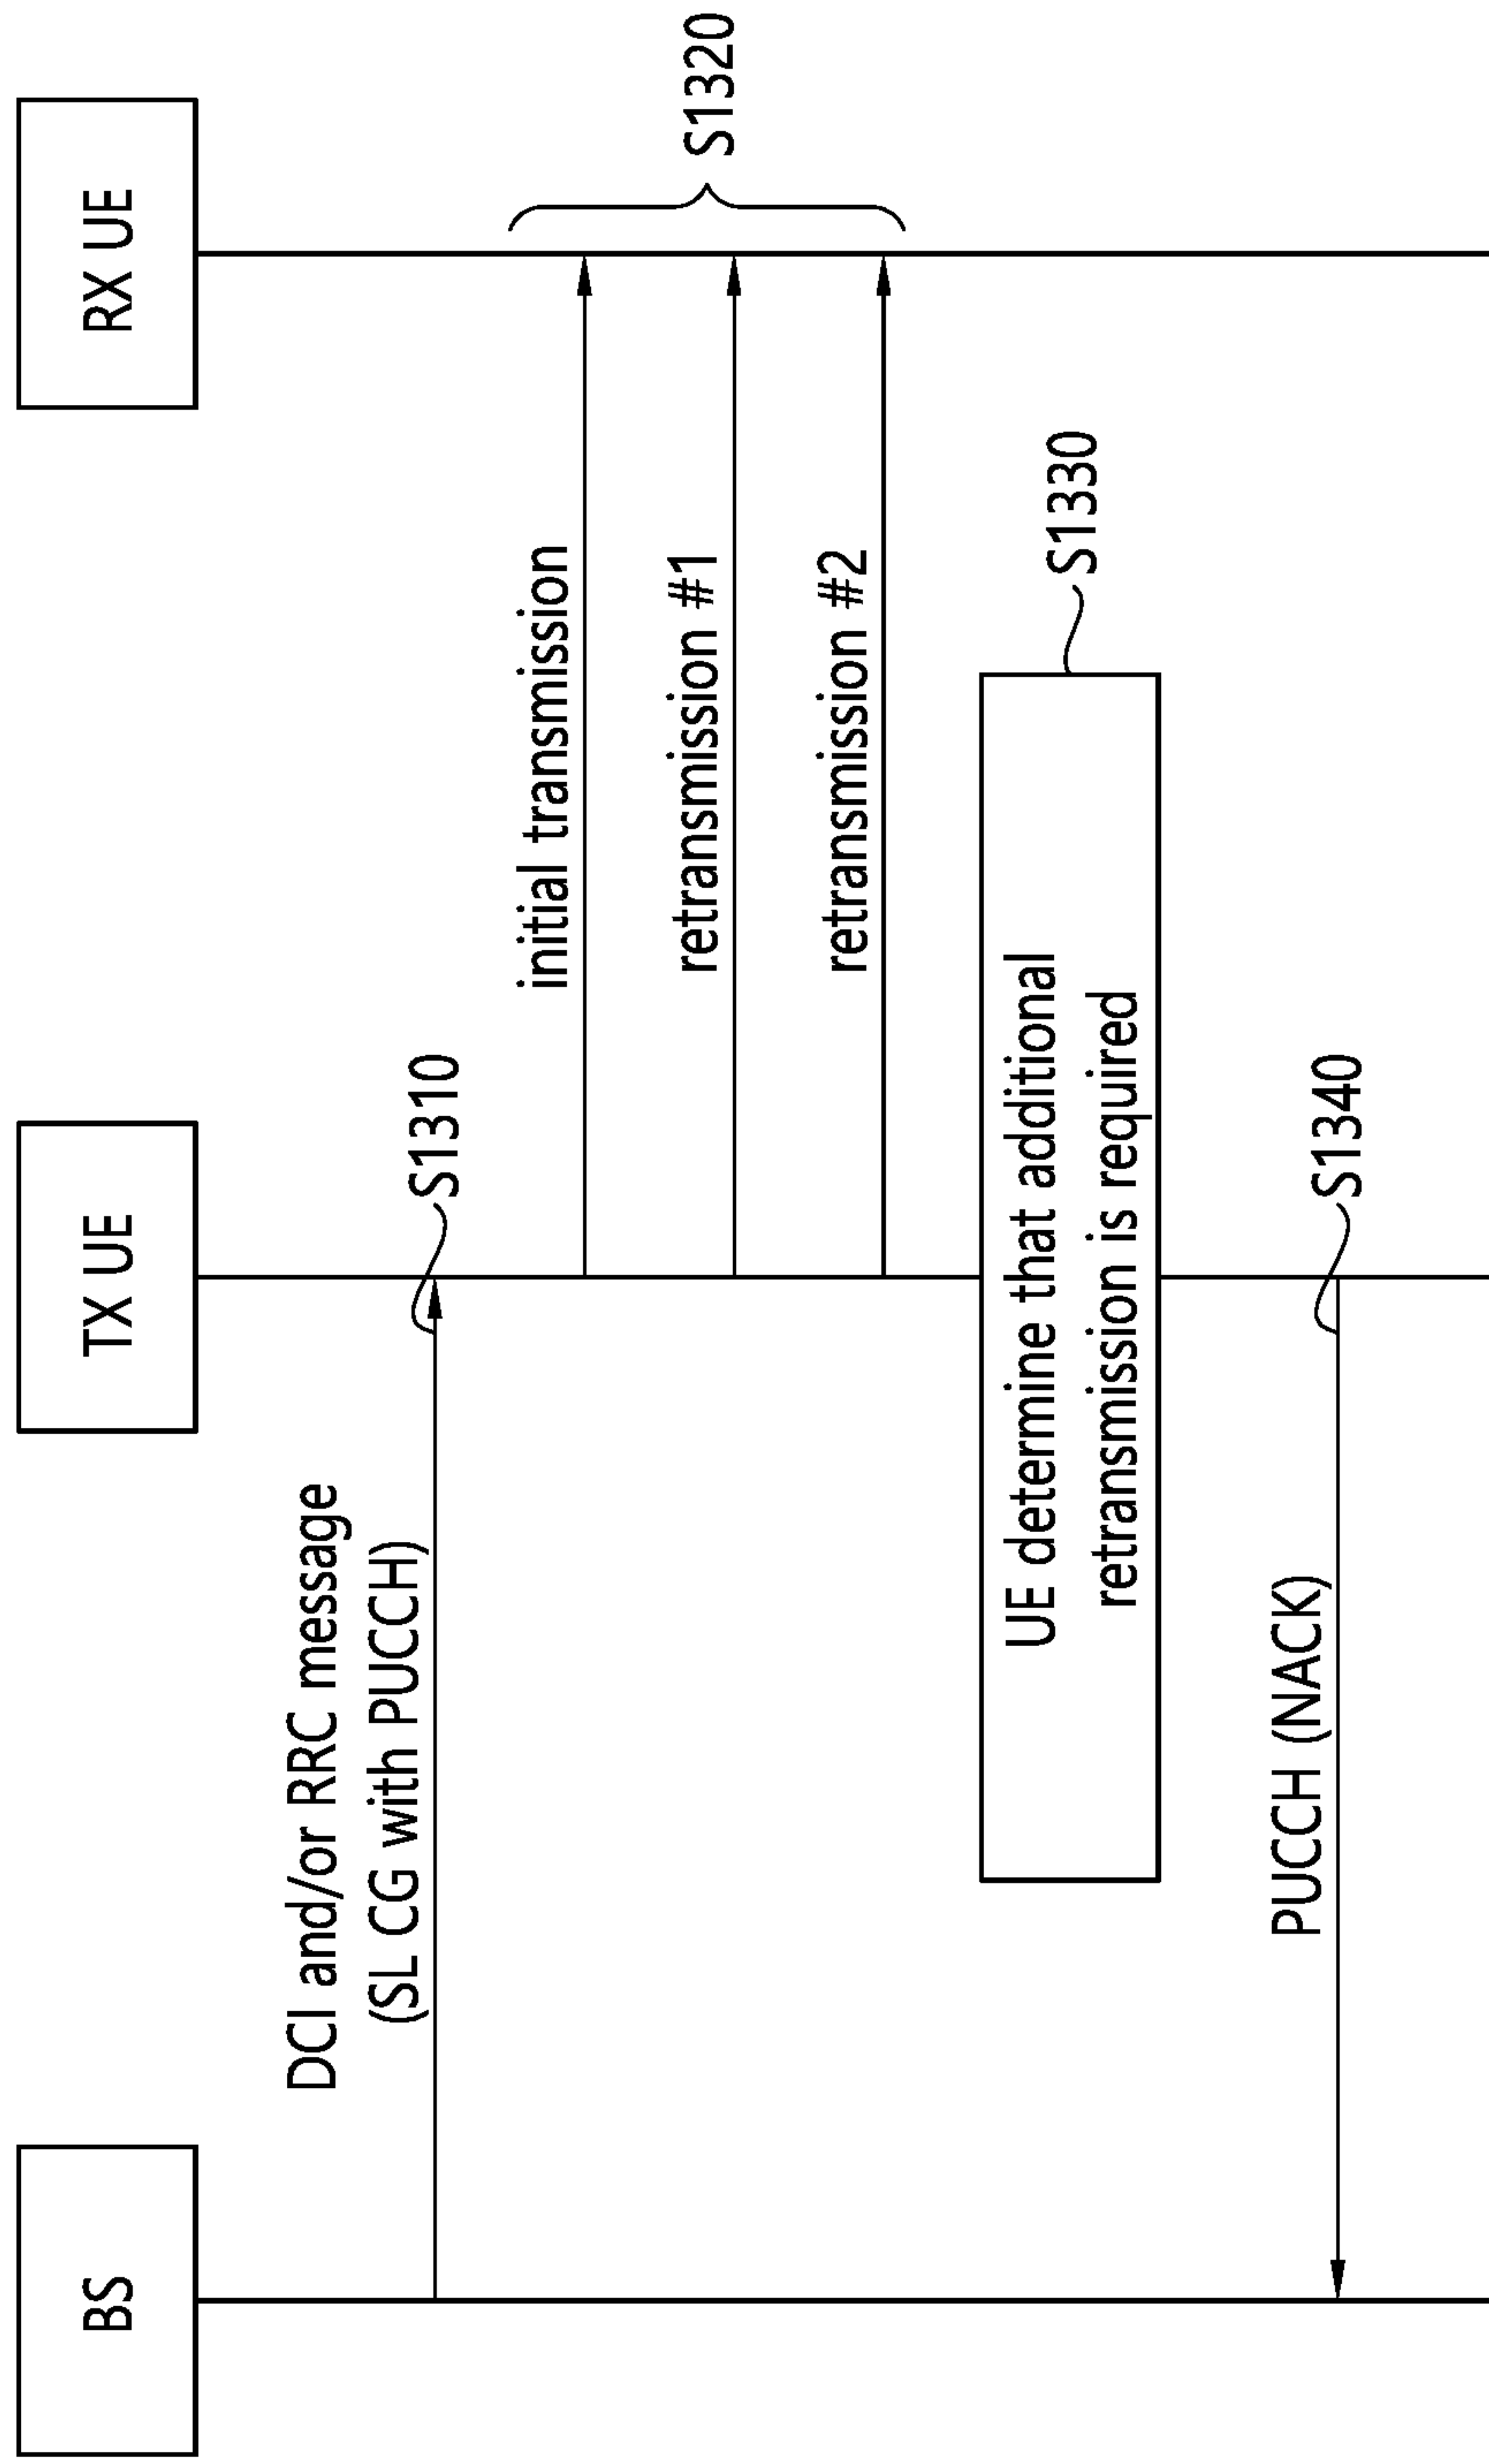 BS
TX UE
RX UE
DCI and/or RRC message
(SL CG with PUCCH)
S1310
initial transmission
retransmission #1
retransmission #2
S1320
UE determine that additional
retransmission is required
S1330
PUCCH (NACK)
S1340